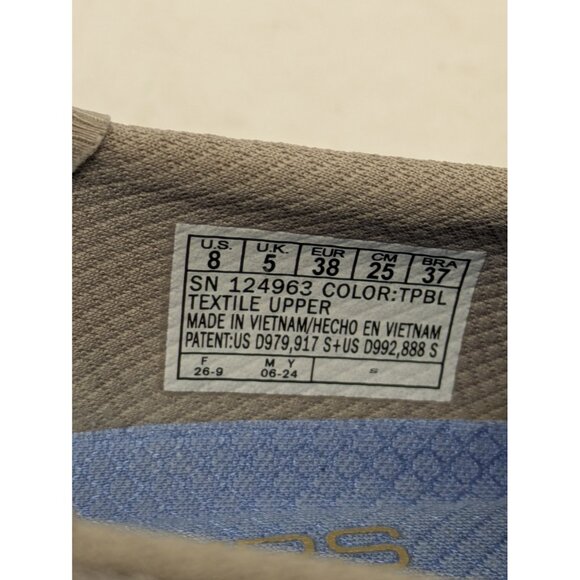 U.S. U.K. EUR CM BRA
8 5 38 25 37
SN 124963 COLOR:TPBL
TEXTILE UPPER
MADE IN VIETNAM/HECHO EN VIETNAM
PATENT:US D979,917 S+US D992,888 S
F M Y S
26-9 06-24